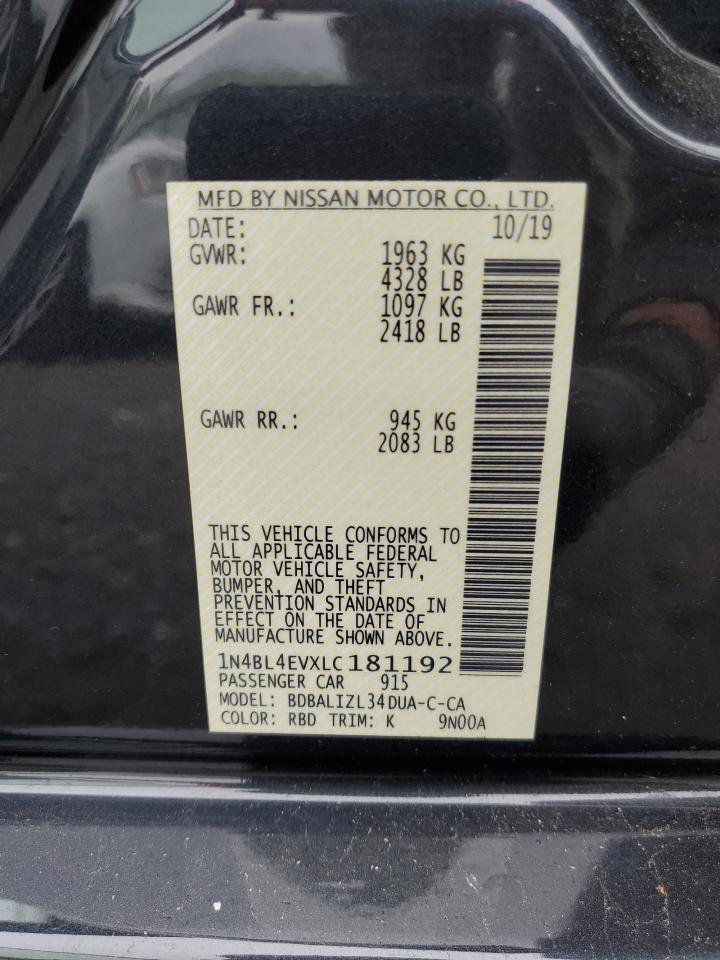 MFD BY NISSAN MOTOR CO., LTD.
DATE: 10/19
GVWR: 1963 KG
4328 LB
GAWR FR.: 1097 KG
2418 LB
GAWR RR.: 945 KG
2083 LB
THIS VEHICLE CONFORMS TO
ALL APPLICABLE FEDERAL
MOTOR VEHICLE SAFETY,
BUMPER, AND THEFT
PREVENTION STANDARDS IN
EFFECT ON THE DATE OF
MANUFACTURE SHOWN ABOVE.
1N4BL4EVXLC181192
PASSENGER CAR 915
MODEL: BDBALIZL34DUA-C-CA
COLOR: RBD TRIM: K 9N00A